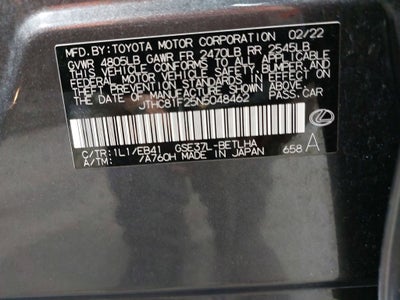 MFD.BY:TOYOTA MOTOR CORPORATION 02/22
GVWR 4805LB GAWR FR 2470LB RR 2545LB
THIS VEHICLE CONFORMS TO ALL APPLICABLE
FEDERAL MOTOR VEHICLE SAFETY, BUMPER, AND
THEFT PREVENTION STANDARDS IN EFFECT ON
THE DATE OF MANUFACTURE SHOWN ABOVE.
JTHC81F25N5048462 PASS.CAR
C/TR:1L1/EB41 GSE37L-BETLHA
A/TM: /A760H MADE IN JAPAN 658 A